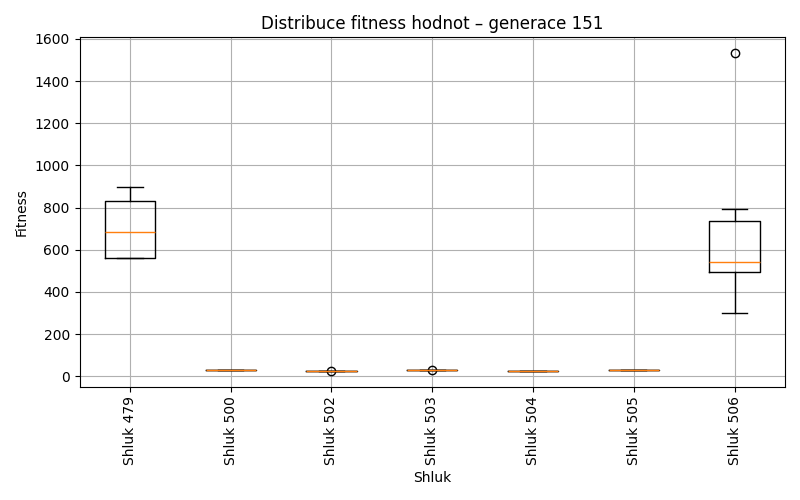 Distribuce fitness hodnot – generace 151
1600
1400
1200
1000
800
600
400
200
0
Fitness
Shluk 479
Shluk 500
Shluk 502
Shluk 503
Shluk 504
Shluk 505
Shluk 506
Shluk